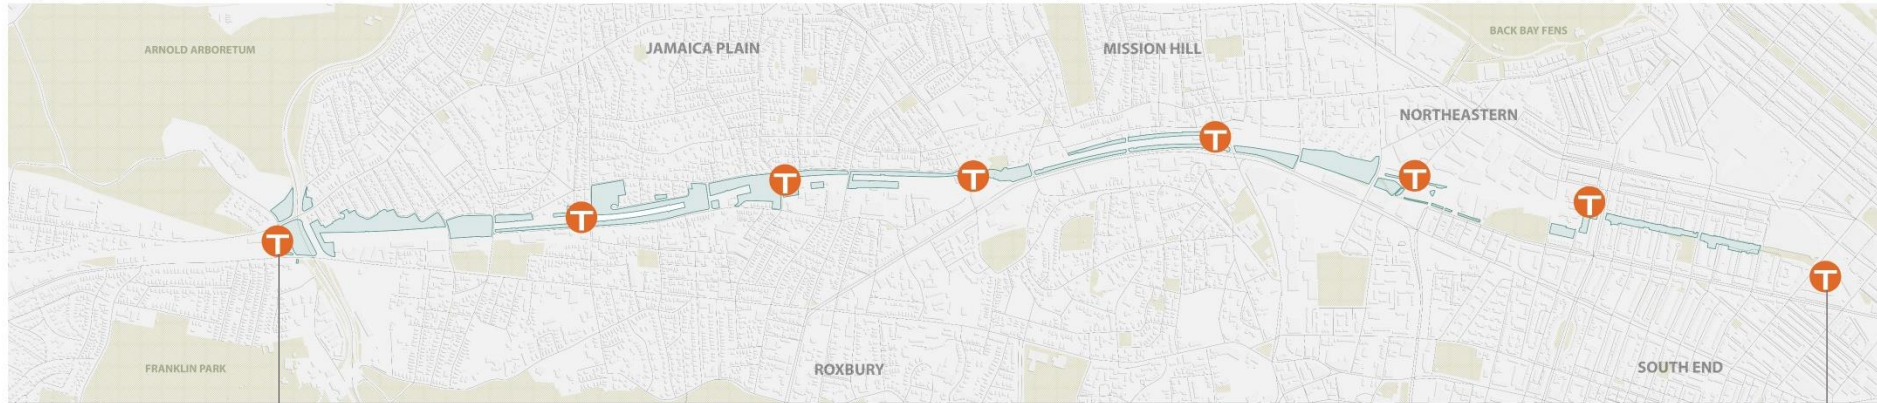 ARNOLD ARBORETUM
JAMAICA PLAIN
MISSION HILL
BACK BAY FENS
NORTHEASTERN
T
T
T
T
T
T
T
T
FRANKLIN PARK
ROXBURY
SOUTH END